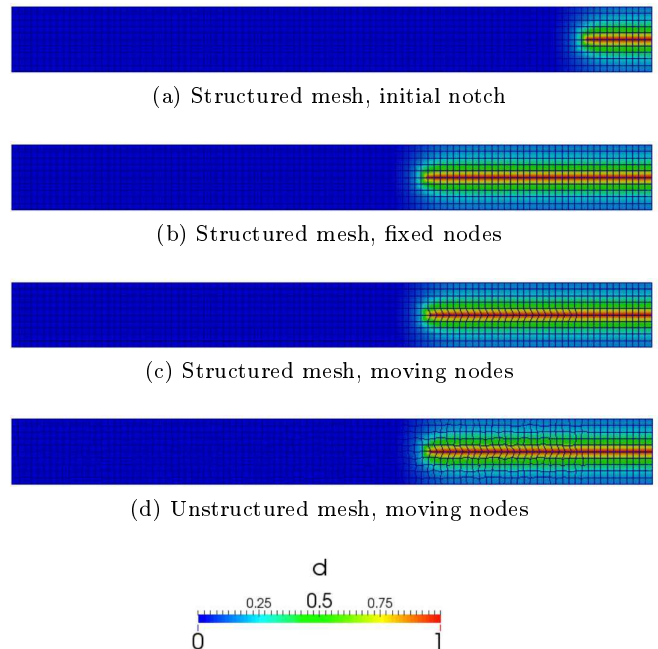 (a) Structured mesh, initial notch
(b) Structured mesh, fixed nodes
(c) Structured mesh, moving nodes
(d) Unstructured mesh, moving nodes
d
0.25 0.5 0.75
0 1